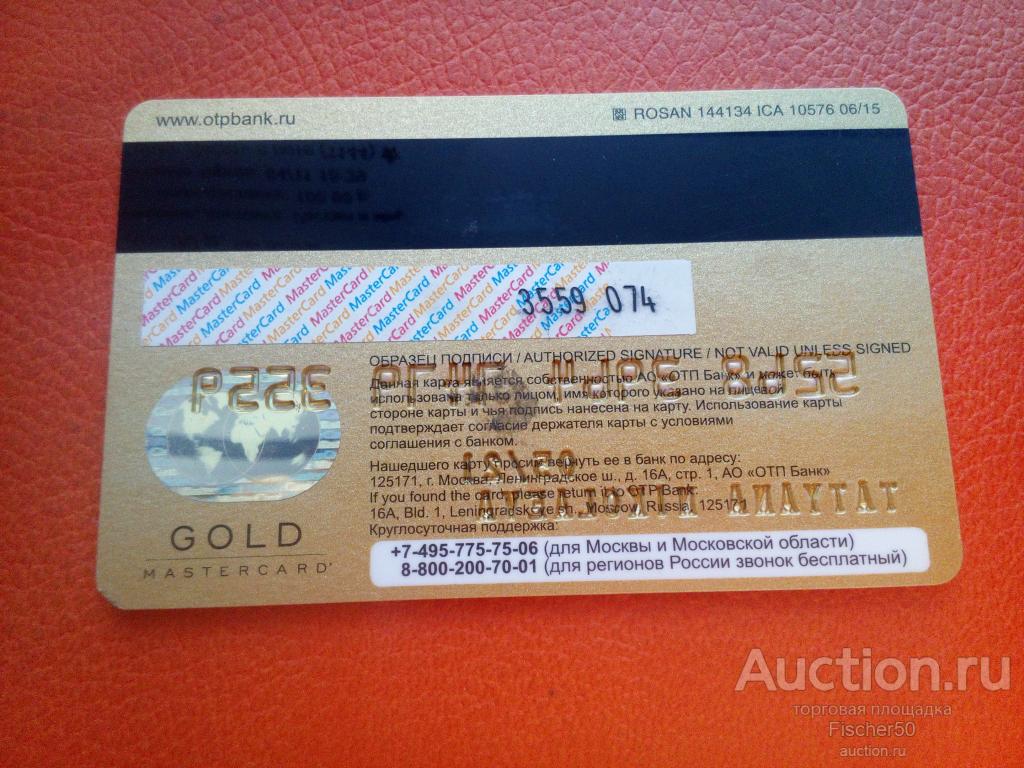 www.otpbank.ru
ROSAN 144134 ICA 10576 06/15
MasterCard
3559 074
ОБРАЗЕЦ ПОДПИСИ / AUTHORIZED SIGNATURE / NOT VALID UNLESS SIGNED
Данная карта является собственностью АО «ОТП Банк» и может быть
использована только лицом, имя которого указано на лицевой
стороне карты и чья подпись нанесена на карту. Использование карты
подтверждает согласие держателя карты с условиями
соглашения с банком.
Нашедшего карту просим вернуть ее в банк по адресу:
125171, г. Москва, Ленинградское ш., д. 16А, стр. 1, АО «ОТП Банк»
If you found the card, please return it to OTP Bank:
16A, Bld. 1, Leningradskoye sh., Moscow, Russia, 125171
Круглосуточная поддержка:
+7-495-775-75-06 (для Москвы и Московской области)
8-800-200-70-01 (для регионов России звонок бесплатный)
GOLD
MASTERCARD
Auction.ru
торговая площадка
Fischer50
auction.ru